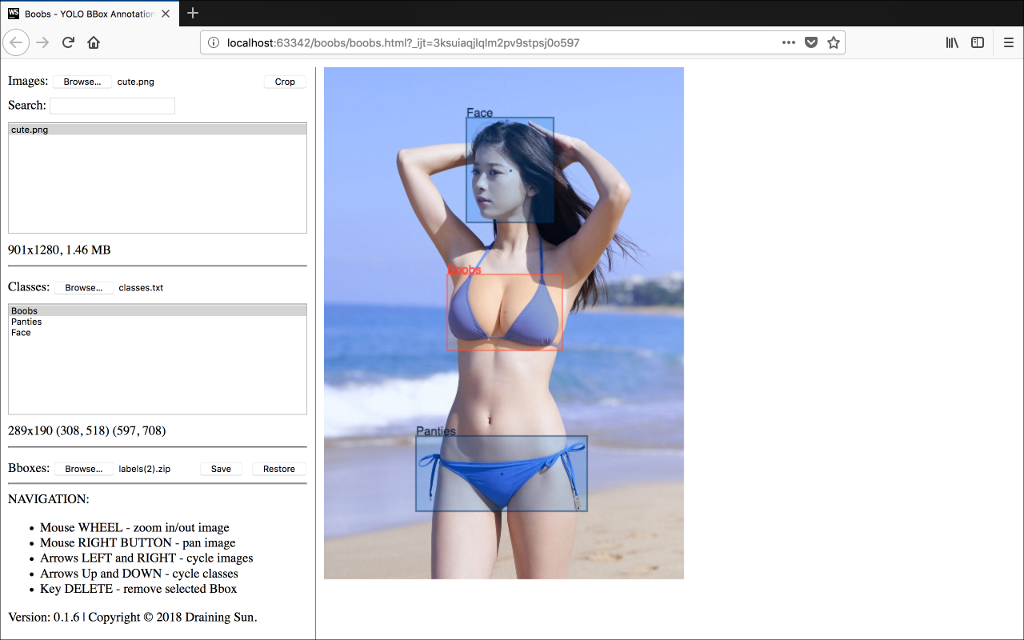 WS Boobs - YOLO BBox Annotation
localhost:63342/boobs/boobs.html?_ijt=3ksuiaqjlqlm2pv9stpsj0o597
Images: Browse... cute.png Crop
Search:
cute.png
901x1280, 1.46 MB
Classes: Browse... classes.txt
Boobs
Panties
Face
289x190 (308, 518) (597, 708)
Bboxes: Browse... labels(2).zip Save Restore
NAVIGATION:
• Mouse WHEEL - zoom in/out image
• Mouse RIGHT BUTTON - pan image
• Arrows LEFT and RIGHT - cycle images
• Arrows Up and DOWN - cycle classes
• Key DELETE - remove selected Bbox
Version: 0.1.6 | Copyright © 2018 Draining Sun.
Face
Boobs
Panties